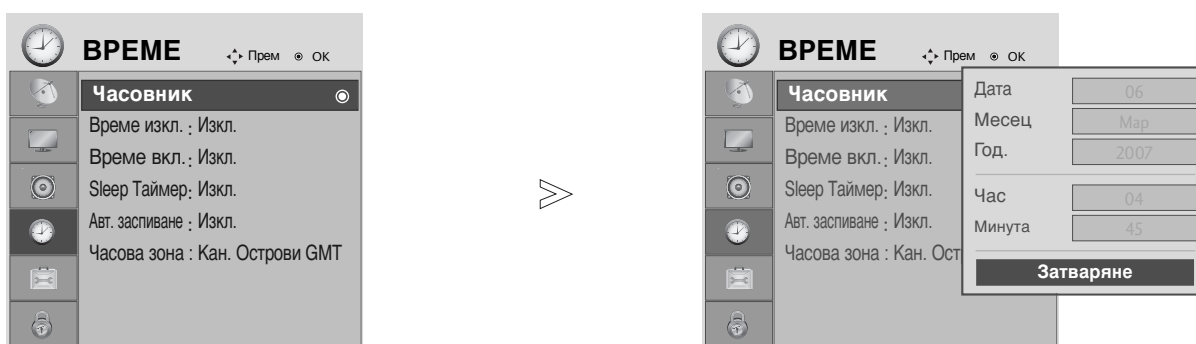 ВРЕМЕ Прем OK
Часовник
Време изкл. : Изкл.
Време вкл. : Изкл.
Sleep Таймер: Изкл.
Авт. заспиване : Изкл.
Часова зона : Кан. Острови GMT
ВРЕМЕ Прем OK
Часовник
Време изкл. : Изкл.
Време вкл. : Изкл.
Sleep Таймер: Изкл.
Авт. заспиване : Изкл.
Часова зона : Кан. Ост
Дата 06
Месец Мар
Год. 2007
Час 04
Минута 45
Затваряне